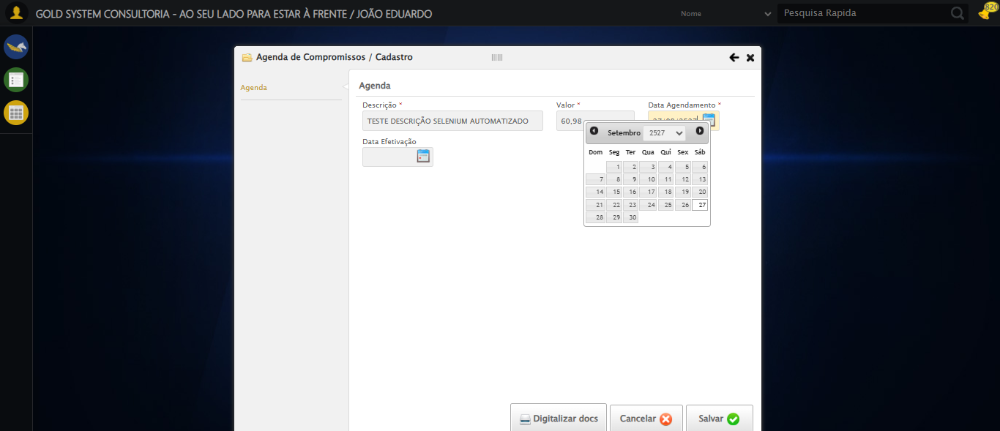 GOLD SYSTEM CONSULTORIA - AO SEU LADO PARA ESTAR À FRENTE / JOÃO EDUARDO
Nome
Pesquisa Rapida
820
Agenda de Compromissos / Cadastro
Agenda
Agenda
Descrição * Valor * Data Agendamento *
TESTE DESCRIÇÃO SELENIUM AUTOMATIZADO 60,98
Data Efetivação
Setembro 2527
Dom Seg Ter Qua Qui Sex Sáb
1 2 3 4 5 6
7 8 9 10 11 12 13
14 15 16 17 18 19 20
21 22 23 24 25 26 27
28 29 30
Digitalizar docs Cancelar Salvar